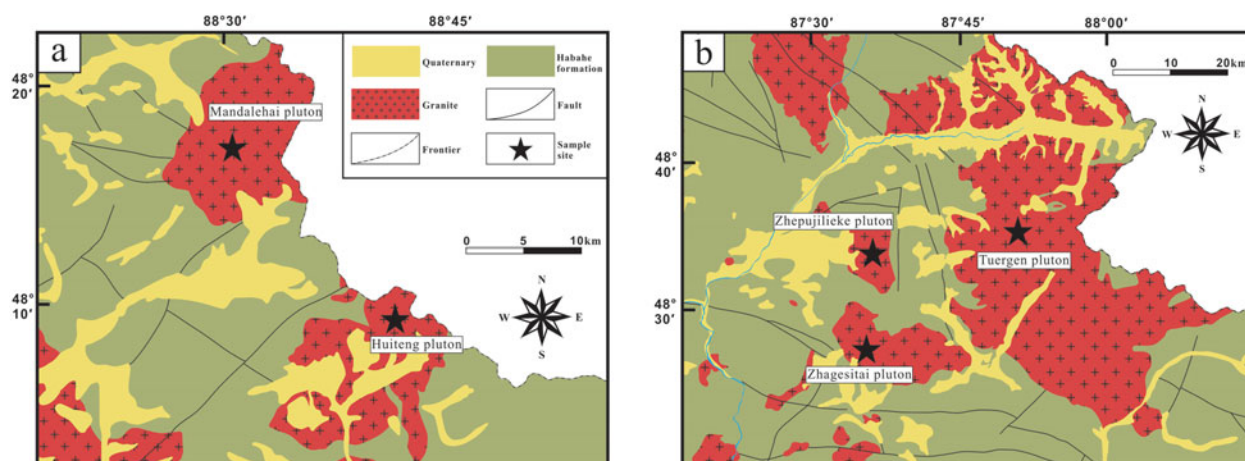 88°30′ 88°45′
a
48°
20′
48°
10′
Mandalehai pluton
Huiteng pluton
Quaternary
Habahe
formation
Granite
Fault
Frontier
Sample
site
0 5 10km
N
W E
S
87°30′ 87°45′ 88°00′
b
48°
40′
48°
30′
0 10 20km
N
W E
S
Zhepujilieke pluton
Tuergen pluton
Zhagesitai pluton